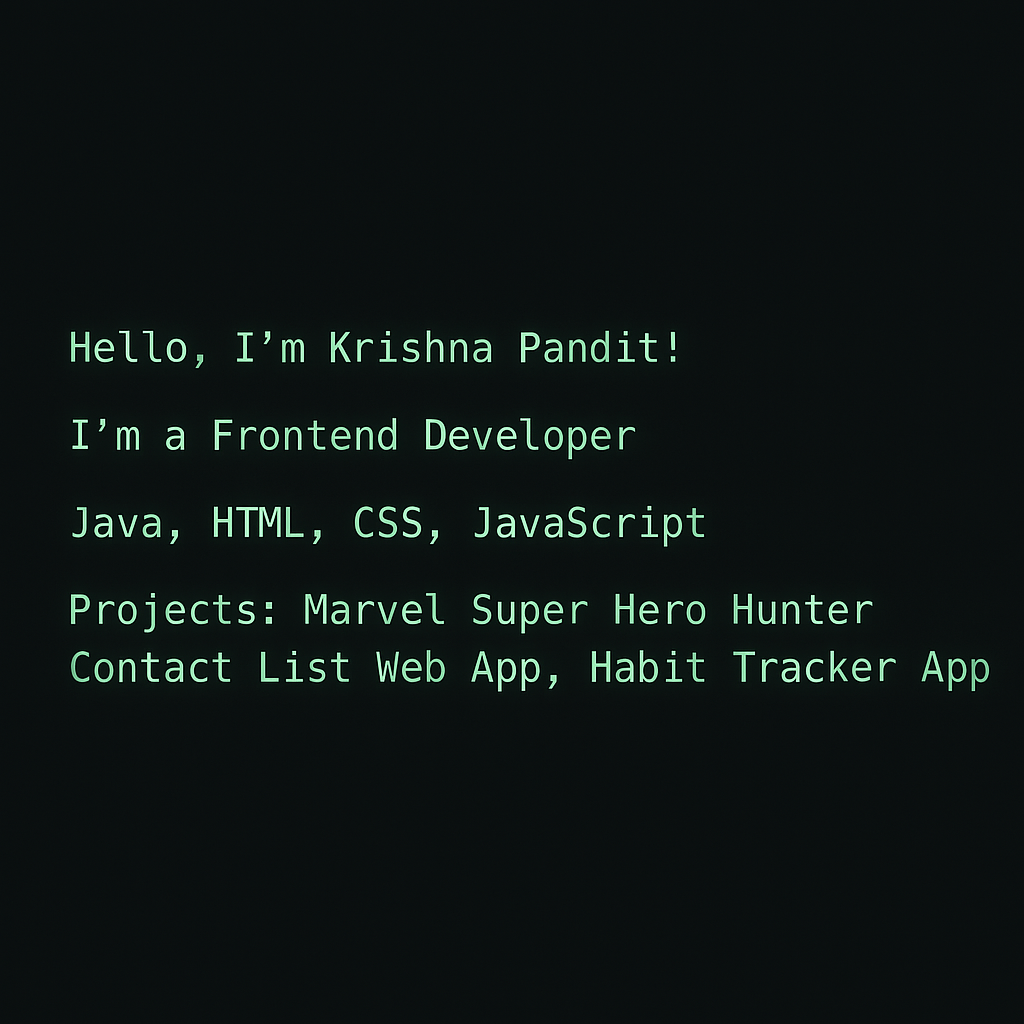 Hello, I’m Krishna Pandit!
I’m a Frontend Developer
Java, HTML, CSS, JavaScript
Projects: Marvel Super Hero Hunter
Contact List Web App, Habit Tracker App